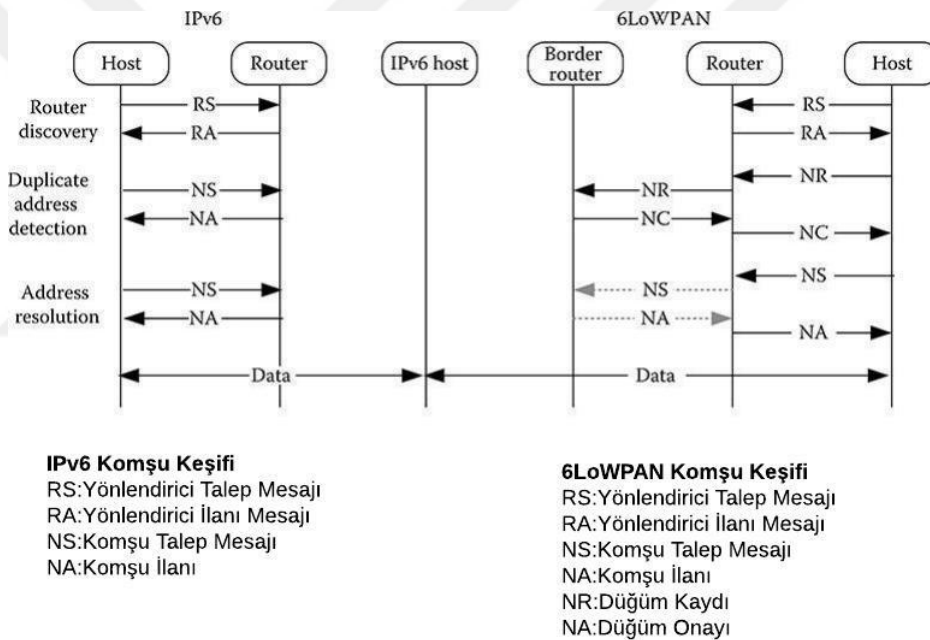 IPv6
6LoWPAN
Host
Router
IPv6 host
Border
router
Router
Host
Router
discovery
RS
RS
RA
RA
Duplicate
address
detection
NS
NA
NR
NR
NC
NC
Address
resolution
NS
NA
NS
NS
NA
NA
Data
Data
IPv6 Komşu Keşifi
RS:Yönlendirici Talep Mesajı
RA:Yönlendirici İlanı Mesajı
NS:Komşu Talep Mesajı
NA:Komşu İlanı
6LoWPAN Komşu Keşifi
RS:Yönlendirici Talep Mesajı
RA:Yönlendirici İlanı Mesajı
NS:Komşu Talep Mesajı
NA:Komşu İlanı
NR:Düğüm Kaydı
NA:Düğüm Onayı